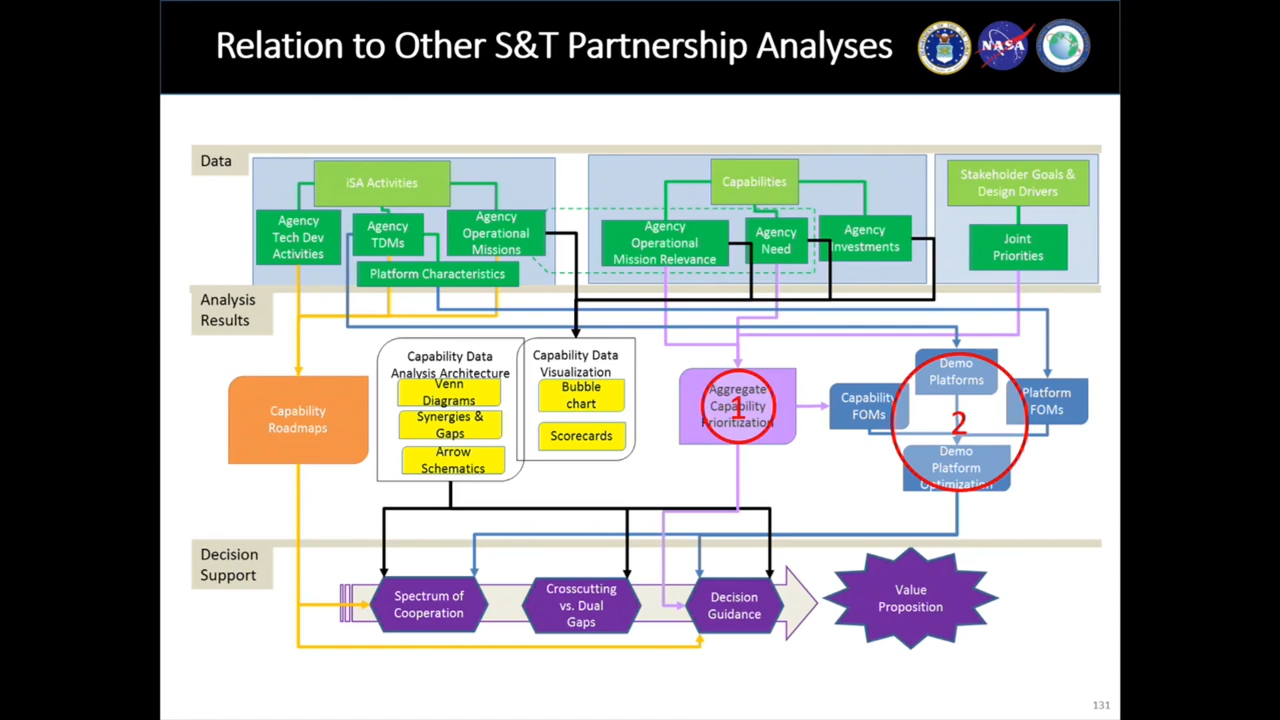 Relation to Other S&T Partnership Analyses
NASA
Data
iSA Activities
Agency
Tech Dev
Activities
Agency
TDMs
Agency
Operational
Missions
Platform Characteristics
Capabilities
Agency
Operational
Mission Relevance
Agency
Need
Agency
Investments
Stakeholder Goals &
Design Drivers
Joint
Priorities
Analysis
Results
Capability
Roadmaps
Capability Data
Analysis Architecture
Venn
Diagrams
Synergies &
Gaps
Arrow
Schematics
Capability Data
Visualization
Bubble
chart
Scorecards
Aggregate
Capability
Prioritization
1
Capability
FOMs
Demo
Platforms
Platform
FOMs
2
Demo
Platform
Optimization
Decision
Support
Spectrum of
Cooperation
Crosscutting
vs. Dual
Gaps
Decision
Guidance
Value
Proposition
131